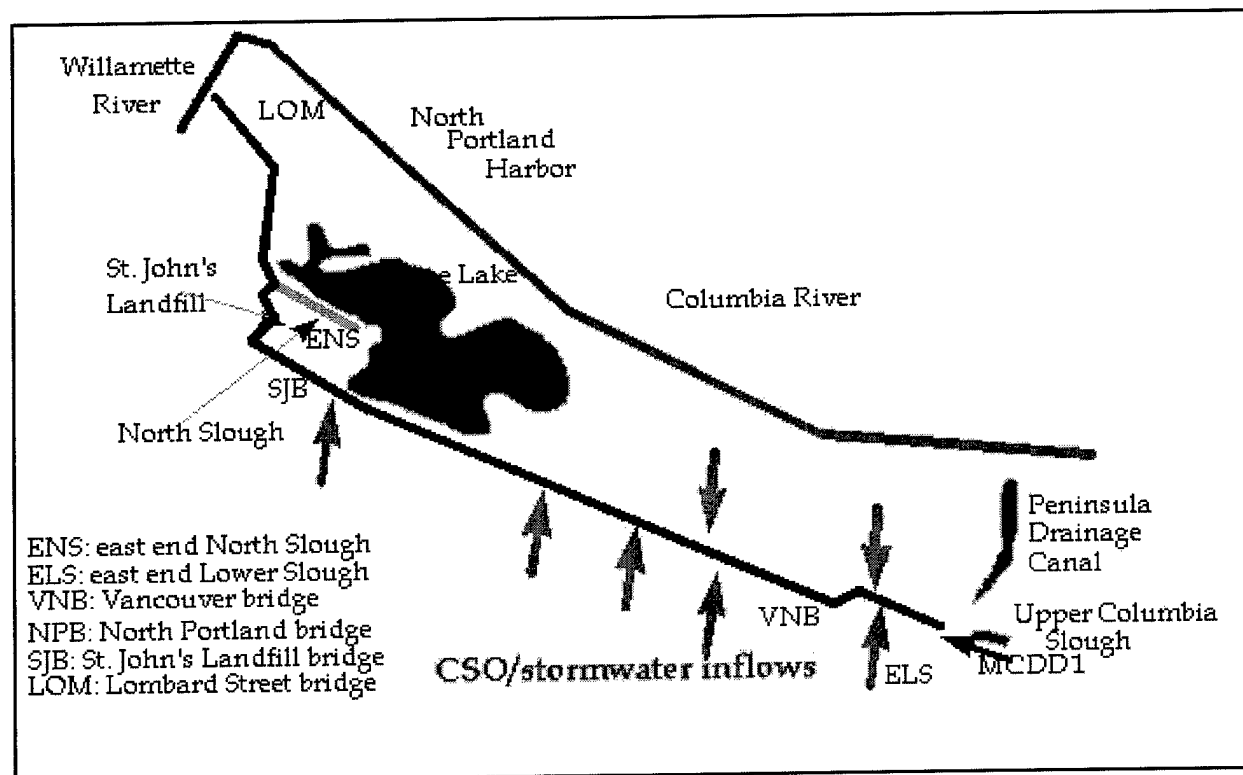 Willamette
River
LOM
North
Portland
Harbor
St. John's
Landfill
Lake
Columbia River
ENS
SJB
North Slough
Peninsula
Drainage
Canal
ENS: east end North Slough
ELS: east end Lower Slough
VNB: Vancouver bridge
NPB: North Portland bridge
SJB: St. John's Landfill bridge
LOM: Lombard Street bridge
VNB
Upper Columbia
Slough
CSO/stormwater inflows
ELS
MCDD1